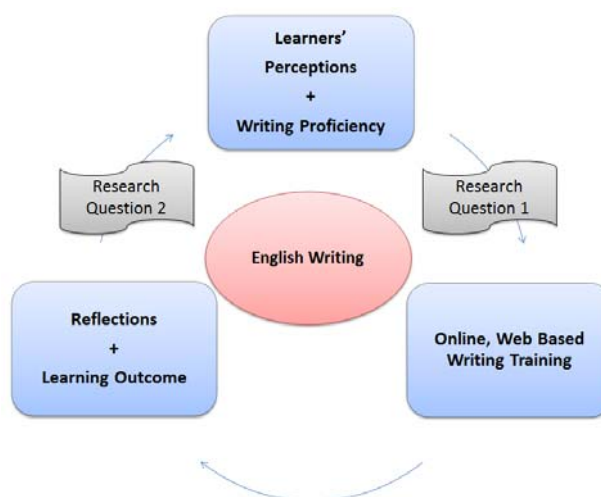 Learners'
Perceptions
+
Writing Proficiency
Research
Question 2
Research
Question 1
English Writing
Reflections
+
Learning Outcome
Online, Web Based
Writing Training